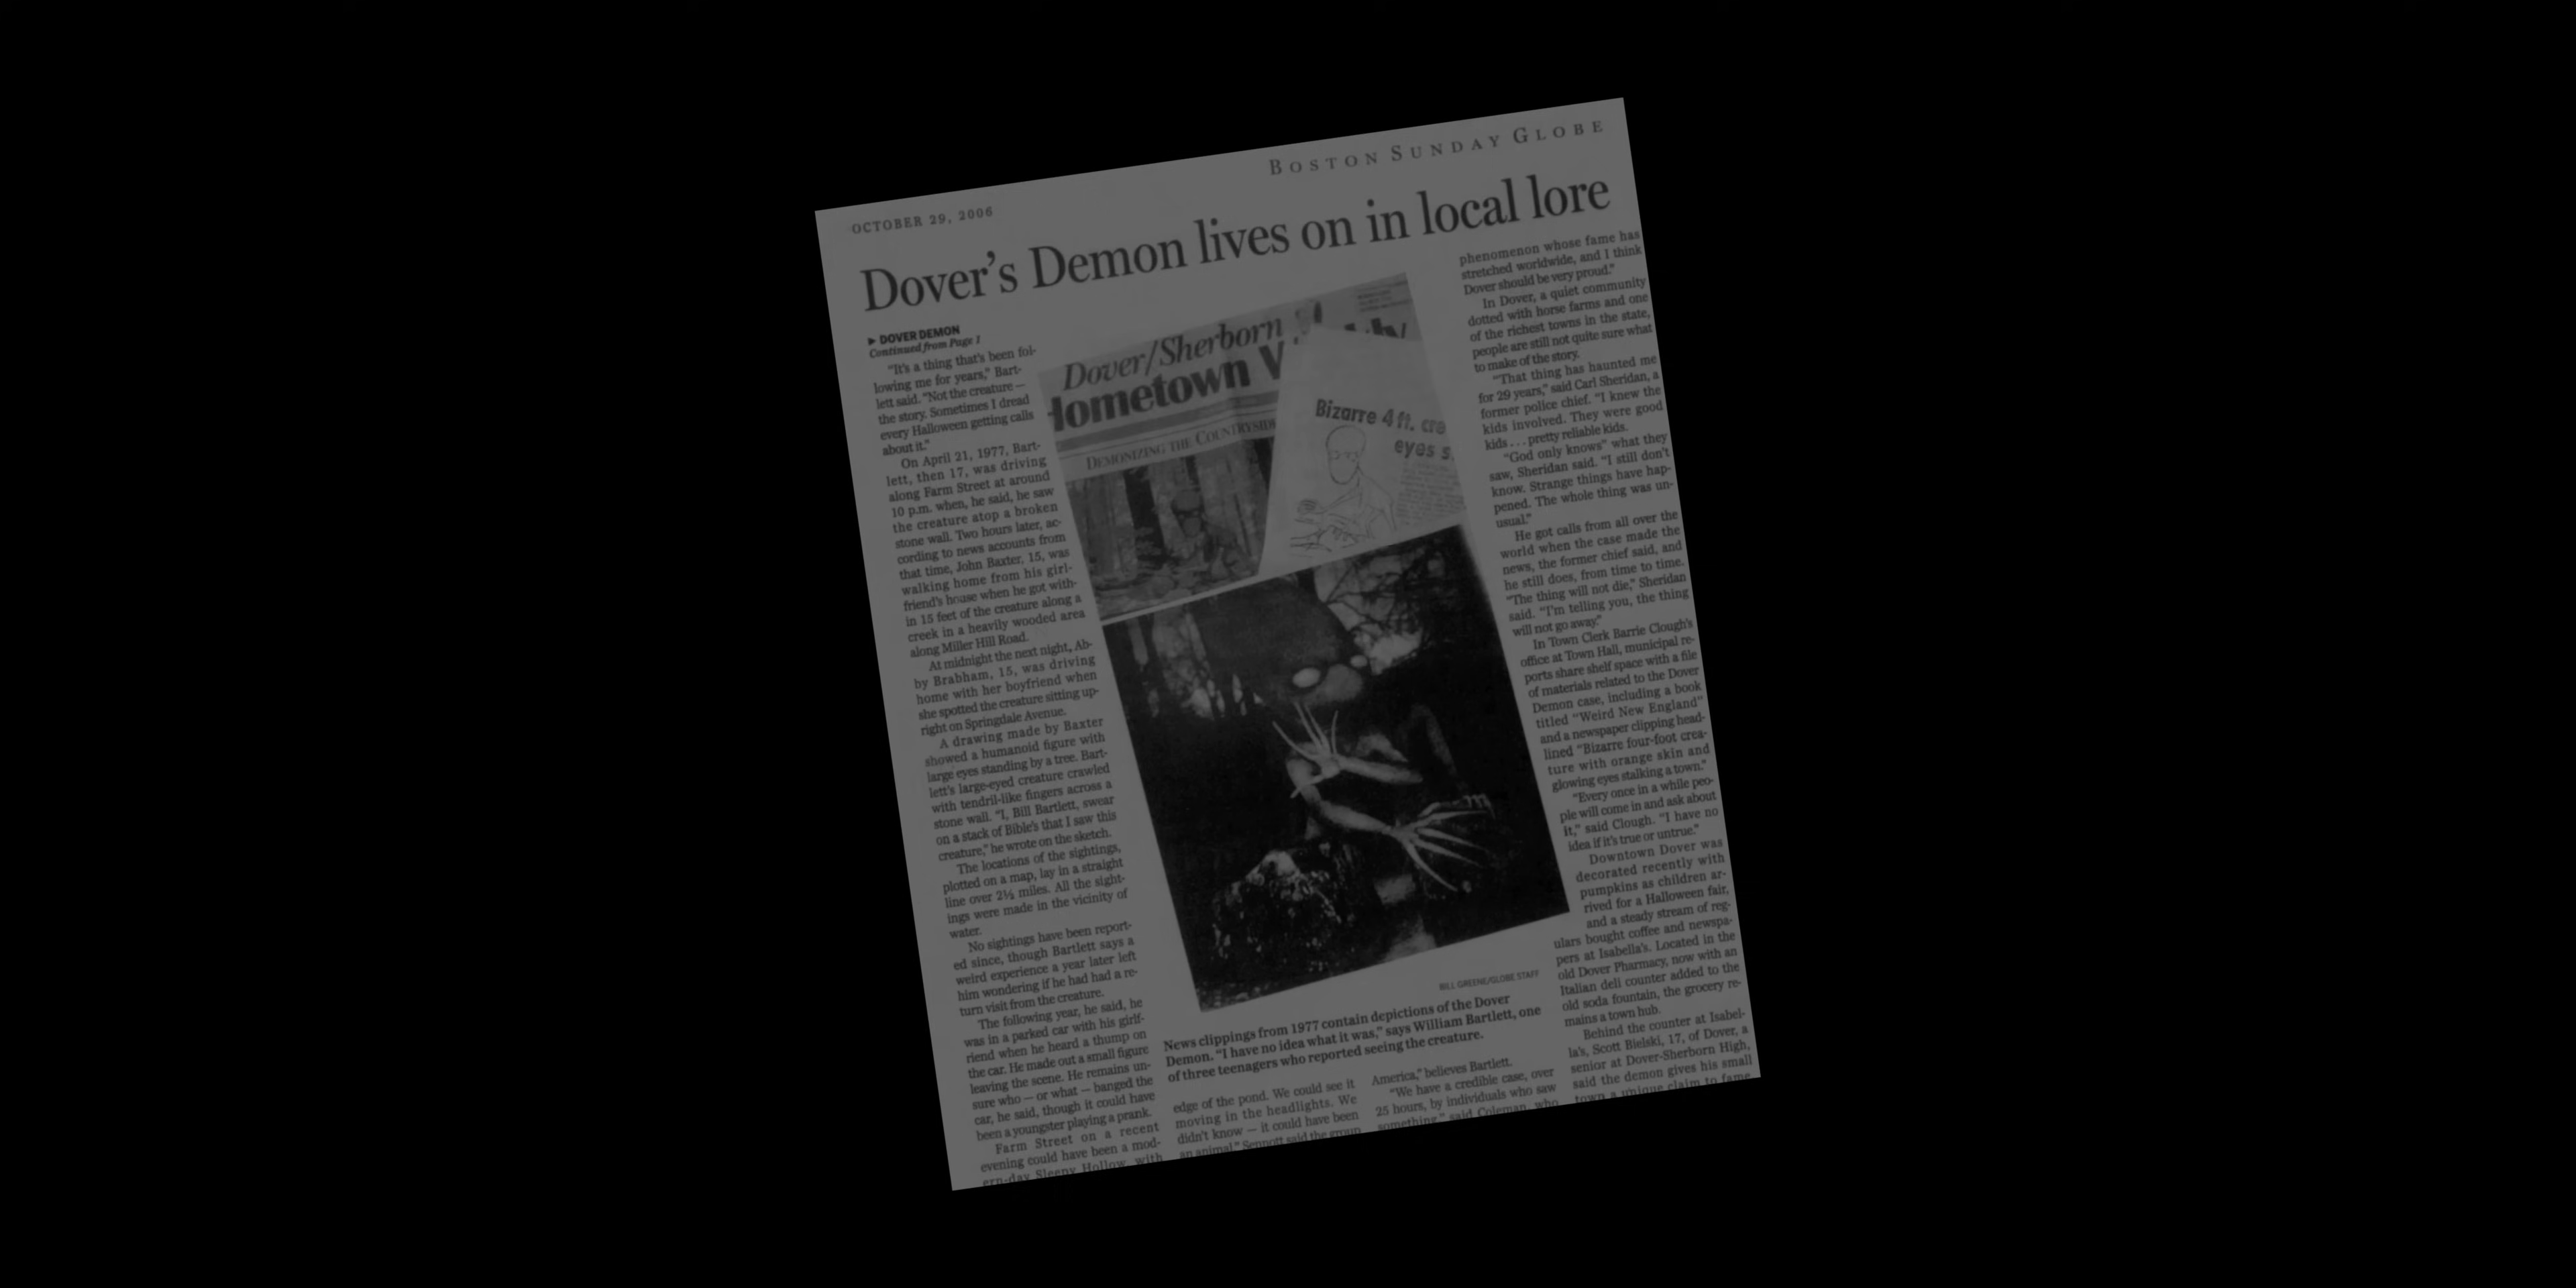 BOSTON SUNDAY GLOBE
OCTOBER 29, 2006
Dover's Demon lives on in local lore
► DOVER DEMON
Continued from Page 1
"It's a thing that's been fol-
lowing me for years," Bart-
lett said. "Not the creature —
the story. Sometimes I dread
every Halloween getting calls
about it."
On April 21, 1977, Bart-
lett, then 17, was driving
along Farm Street at around
10 p.m. when, he said, he saw
the creature atop a broken
stone wall. Two hours later, ac-
cording to news accounts from
that time, John Baxter, 15, was
walking home from his girl-
friend's house when he got with-
in 15 feet of the creature along a
creek in a heavily wooded area
along Miller Hill Road.
At midnight the next night, Ab-
by Brabham, 15, was driving
home with her boyfriend when
she spotted the creature sitting up-
right on Springdale Avenue.
A drawing made by Baxter
showed a humanoid figure with
large eyes standing by a tree. Bart-
lett's large-eyed creature crawled
with tendril-like fingers across a
stone wall. "I, Bill Bartlett, swear
on a stack of Bible's that I saw this
creature," he wrote on the sketch.
The locations of the sightings,
plotted on a map, lay in a straight
line over 2½ miles. All the sight-
ings were made in the vicinity of
water.
No sightings have been report-
ed since, though Bartlett says a
weird experience a year later left
him wondering if he had had a re-
turn visit from the creature.
The following year, he said, he
was in a parked car with his girlf-
riend when he heard a thump on
the car. He made out a small figure
leaving the scene. He remains un-
sure who — or what — banged the
car, he said, though it could have
been a youngster playing a prank.
Farm Street on a recent
evening could have been a mod-
ern-day Sleepy Hollow, with
Dover/Sherborn
Hometown W
DEMONIZING THE COUNTRYSIDE
Bizarre 4 ft. cre
eyes s
BILL GREENE/GLOBE STAFF
News clippings from 1977 contain depictions of the Dover
Demon. "I have no idea what it was," says William Bartlett, one
of three teenagers who reported seeing the creature.
edge of the pond. We could see it
moving in the headlights. We
didn't know — it could have been
an animal." Sennott said the group
America," believes Bartlett.
"We have a credible case, over
25 hours, by individuals who saw
something," said Coleman, who
phenomenon whose fame has
stretched worldwide, and I think
Dover should be very proud."
In Dover, a quiet community
dotted with horse farms and one
of the richest towns in the state,
people are still not quite sure what
to make of the story.
"That thing has haunted me
for 29 years," said Carl Sheridan, a
former police chief. "I knew the
kids involved. They were good
kids . . . pretty reliable kids.
"God only knows" what they
saw, Sheridan said. "I still don't
know. Strange things have hap-
pened. The whole thing was un-
usual."
He got calls from all over the
world when the case made the
news, the former chief said, and
he still does, from time to time.
"The thing will not die," Sheridan
said. "I'm telling you, the thing
will not go away."
In Town Clerk Barrie Clough's
office at Town Hall, municipal re-
ports share shelf space with a file
of materials related to the Dover
Demon case, including a book
titled "Weird New England"
and a newspaper clipping head-
lined "Bizarre four-foot crea-
ture with orange skin and
glowing eyes stalking a town."
"Every once in a while peo-
ple will come in and ask about
it," said Clough. "I have no
idea if it's true or untrue."
Downtown Dover was
decorated recently with
pumpkins as children ar-
rived for a Halloween fair,
and a steady stream of reg-
ulars bought coffee and newspa-
pers at Isabella's. Located in the
old Dover Pharmacy, now with an
Italian deli counter added to the
old soda fountain, the grocery re-
mains a town hub.
Behind the counter at Isabel-
la's, Scott Bielski, 17, of Dover, a
senior at Dover-Sherborn High,
said the demon gives his small
town a unique claim to fame